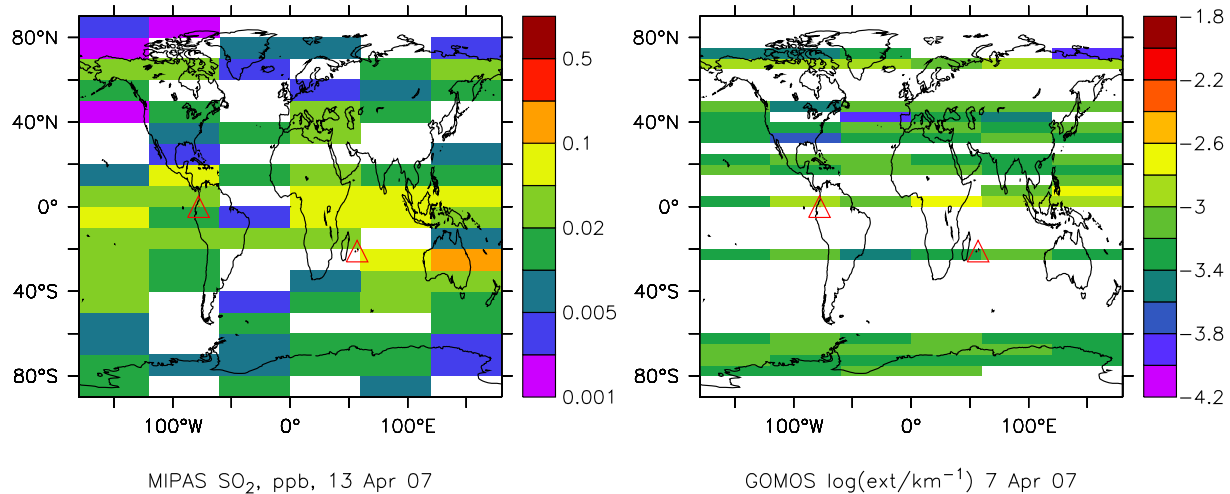 80°N
40°N
0°
40°S
80°S
100°W 0° 100°E
0.5
0.1
0.02
0.005
0.001
MIPAS SO₂, ppb, 13 Apr 07
80°N
40°N
0°
40°S
80°S
100°W 0° 100°E
−1.8
−2.2
−2.6
−3
−3.4
−3.8
−4.2
GOMOS log(ext/km⁻¹) 7 Apr 07